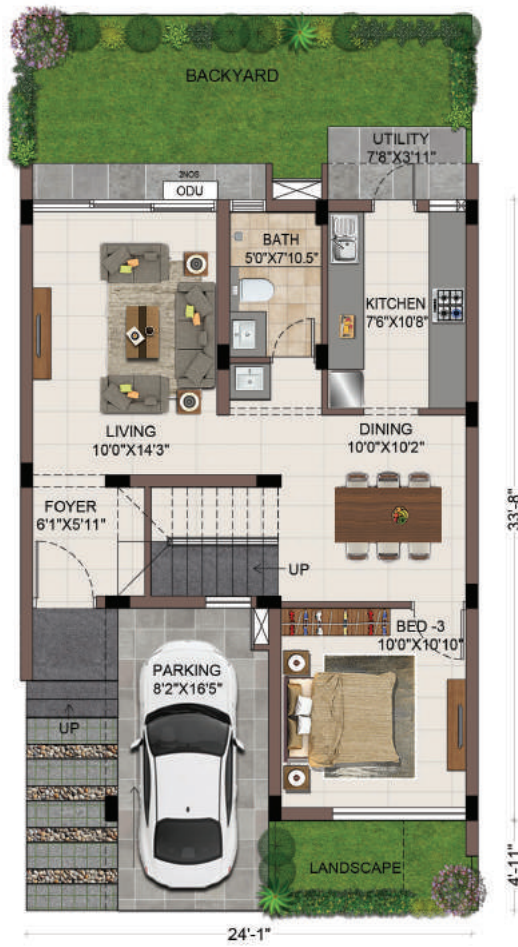 BACKYARD
UTILITY
7'8"X3'11"
2NOS
ODU
BATH
5'0"X7'10.5"
KITCHEN
7'6"X10'8"
LIVING
10'0"X14'3"
DINING
10'0"X10'2"
FOYER
6'1"X5'11"
UP
33'-8"
BED -3
10'0"X10'10"
PARKING
8'2"X16'5"
UP
LANDSCAPE
4'-11"
24'-1"